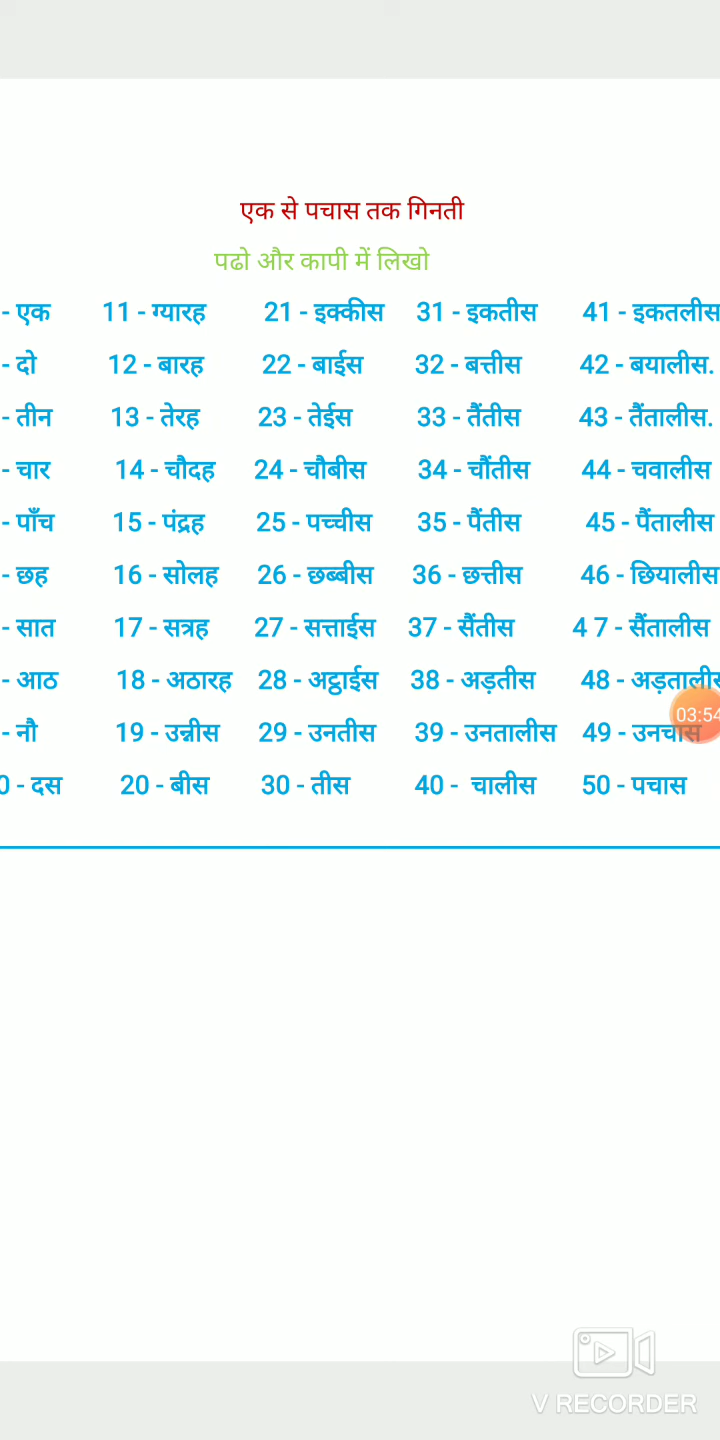 एक से पचास तक गिनती
पढो और कापी में लिखो
- एक 11 - ग्यारह 21 - इक्कीस 31 - इकतीस 41 - इकतलीस
- दो 12 - बारह 22 - बाईस 32 - बत्तीस 42 - बयालीस.
- तीन 13 - तेरह 23 - तेईस 33 - तैंतीस 43 - तैंतालीस.
- चार 14 - चौदह 24 - चौबीस 34 - चौंतीस 44 - चवालीस
- पाँच 15 - पंद्रह 25 - पच्चीस 35 - पैंतीस 45 - पैंतालीस
- छह 16 - सोलह 26 - छब्बीस 36 - छत्तीस 46 - छियालीस
- सात 17 - सत्रह 27 - सत्ताईस 37 - सैंतीस 4 7 - सैंतालीस
- आठ 18 - अठारह 28 - अट्ठाईस 38 - अड़तीस 48 - अड़तालीस
- नौ 19 - उन्नीस 29 - उनतीस 39 - उनतालीस 49 - उनचास
0 - दस 20 - बीस 30 - तीस 40 - चालीस 50 - पचास
03:54
V RECORDER